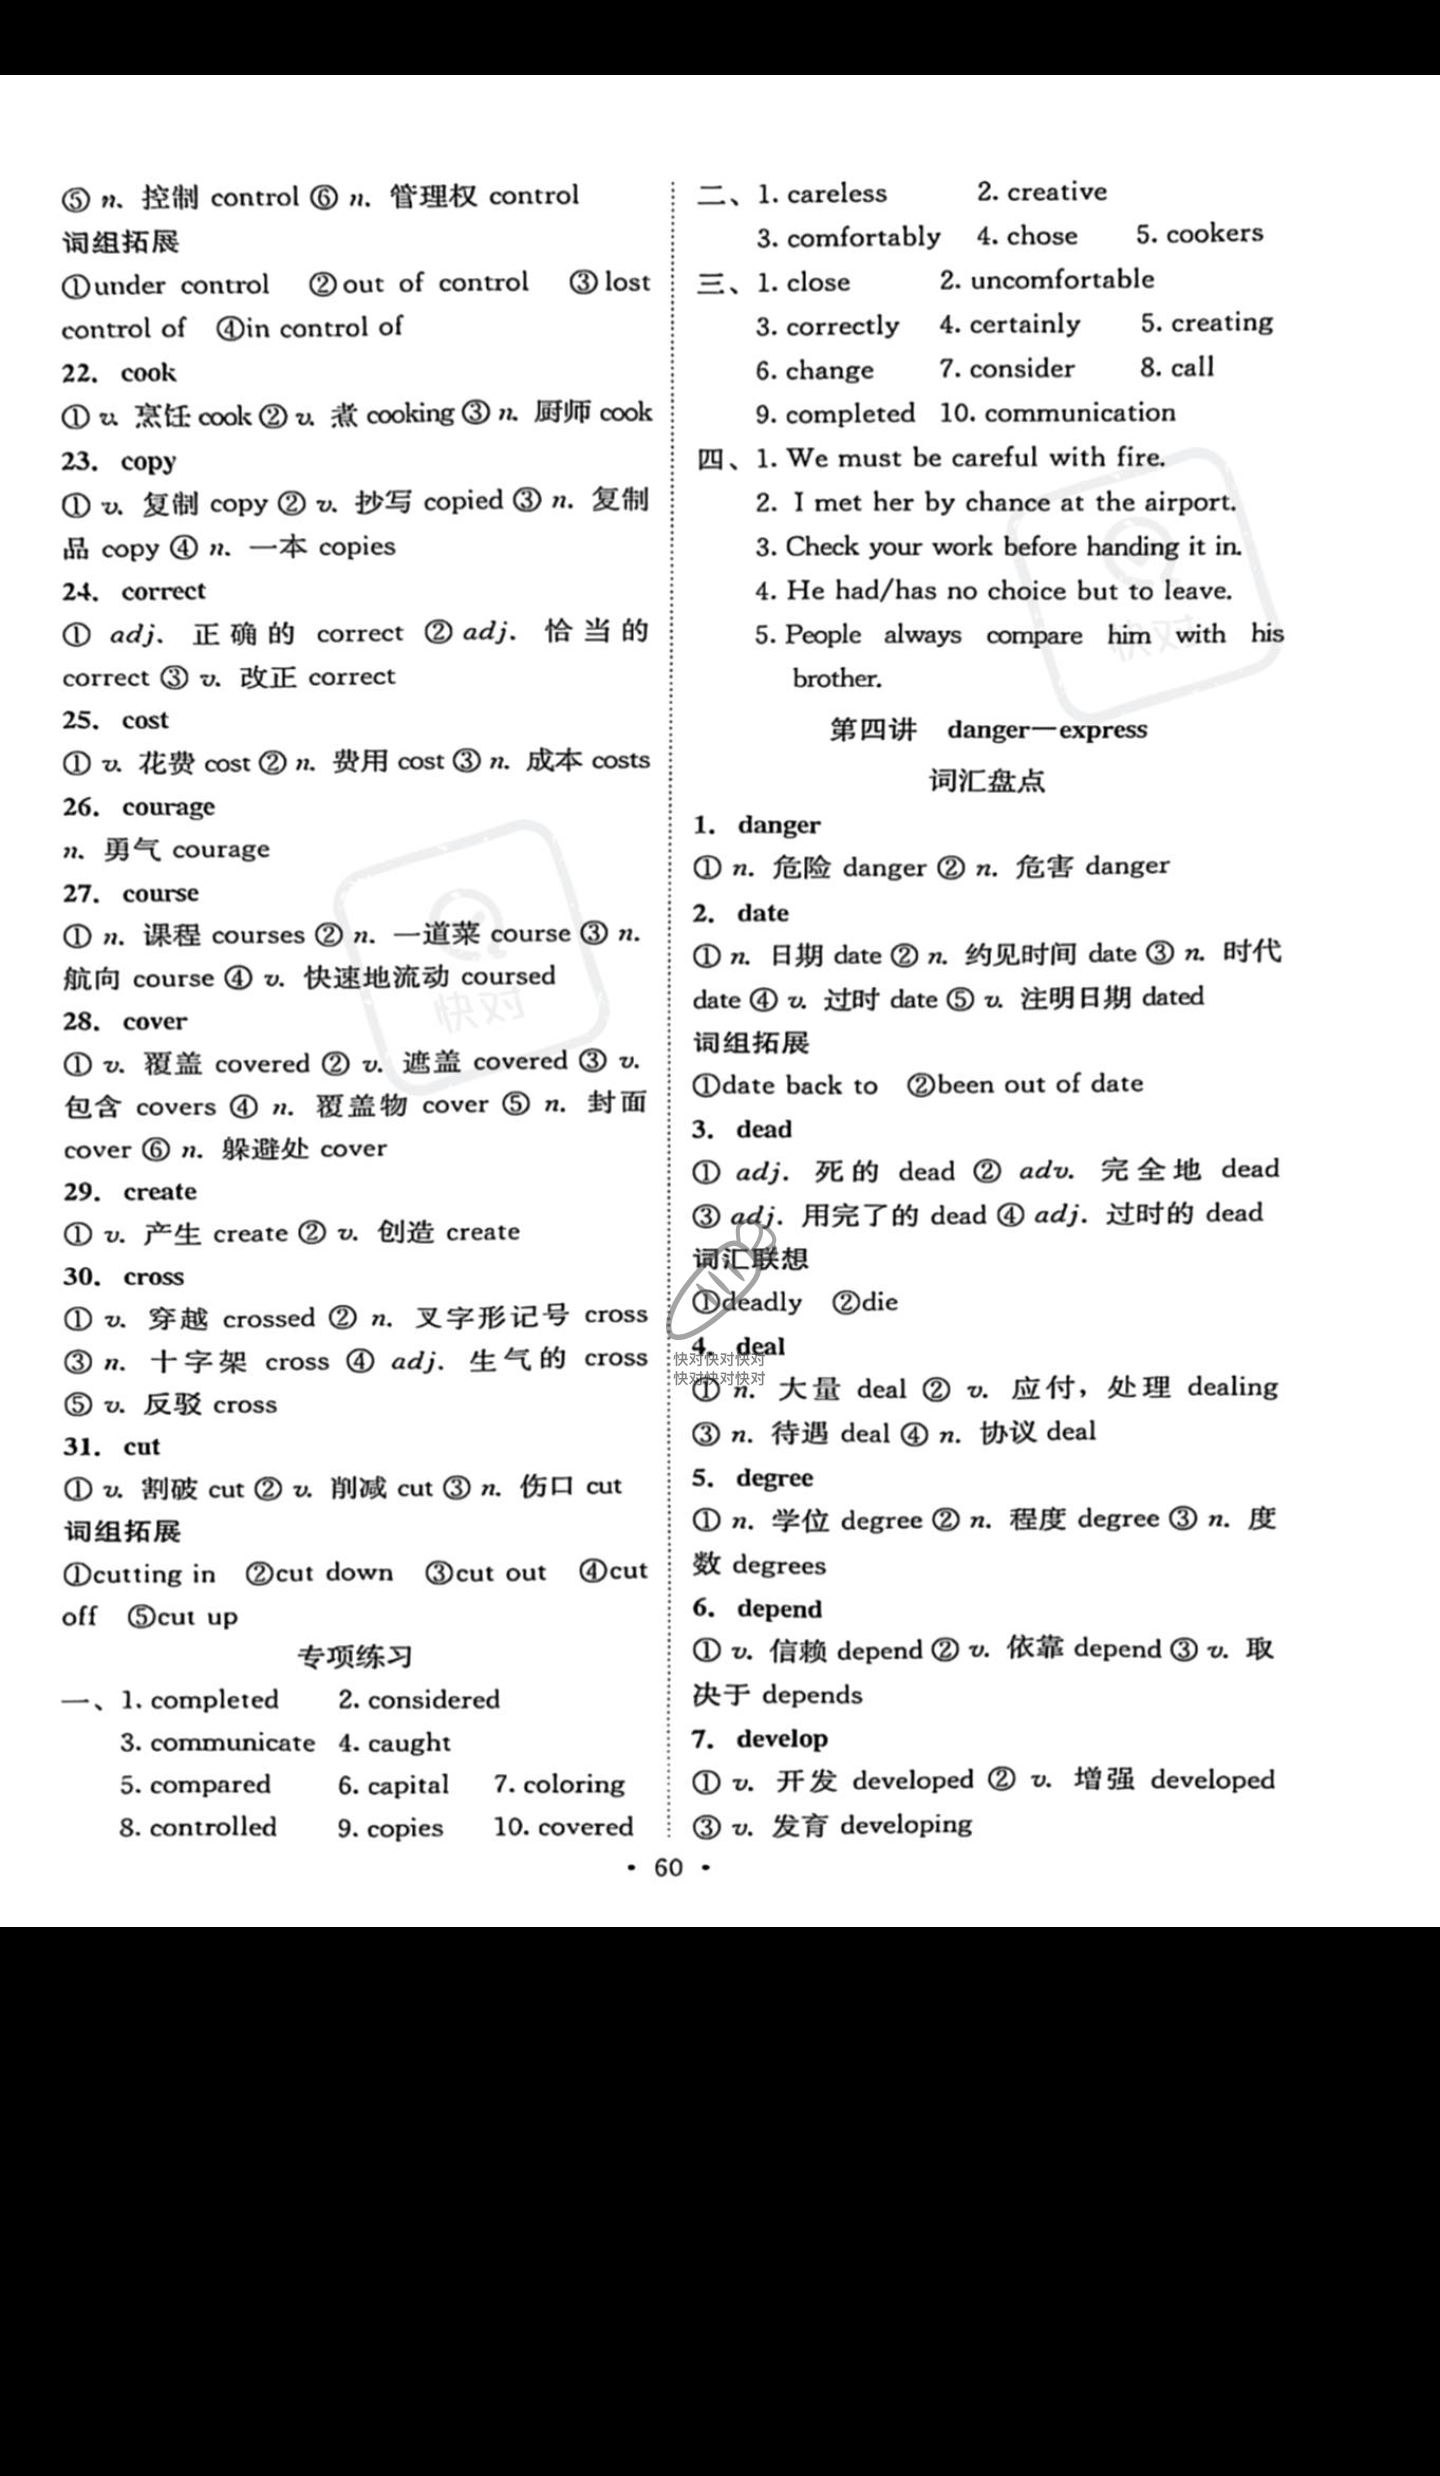 ⑤ n. 控制 control ⑥ n. 管理权 control
词组拓展
①under control ②out of control ③lost
control of ④in control of
22. cook
① v. 烹饪 cook ② v. 煮 cooking ③ n. 厨师 cook
23. copy
① v. 复制 copy ② v. 抄写 copied ③ n. 复制
品 copy ④ n. 一本 copies
24. correct
① adj. 正确的 correct ② adj. 恰当的
correct ③ v. 改正 correct
25. cost
① v. 花费 cost ② n. 费用 cost ③ n. 成本 costs
26. courage
n. 勇气 courage
27. course
① n. 课程 courses ② n. 一道菜 course ③ n.
航向 course ④ v. 快速地流动 coursed
28. cover
① v. 覆盖 covered ② v. 遮盖 covered ③ v.
包含 covers ④ n. 覆盖物 cover ⑤ n. 封面
cover ⑥ n. 躲避处 cover
29. create
① v. 产生 create ② v. 创造 create
30. cross
① v. 穿越 crossed ② n. 叉字形记号 cross
③ n. 十字架 cross ④ adj. 生气的 cross
⑤ v. 反驳 cross
31. cut
① v. 割破 cut ② v. 削减 cut ③ n. 伤口 cut
词组拓展
①cutting in ②cut down ③cut out ④cut
off ⑤cut up
专项练习
一、1. completed 2. considered
3. communicate 4. caught
5. compared 6. capital 7. coloring
8. controlled 9. copies 10. covered
二、1. careless 2. creative
3. comfortably 4. chose 5. cookers
三、1. close 2. uncomfortable
3. correctly 4. certainly 5. creating
6. change 7. consider 8. call
9. completed 10. communication
四、1. We must be careful with fire.
2. I met her by chance at the airport.
3. Check your work before handing it in.
4. He had/has no choice but to leave.
5. People always compare him with his
brother.
第四讲 danger—express
词汇盘点
1. danger
① n. 危险 danger ② n. 危害 danger
2. date
① n. 日期 date ② n. 约见时间 date ③ n. 时代
date ④ v. 过时 date ⑤ v. 注明日期 dated
词组拓展
①date back to ②been out of date
3. dead
① adj. 死的 dead ② adv. 完全地 dead
③ adj. 用完了的 dead ④ adj. 过时的 dead
词汇联想
①deadly ②die
4. deal
① n. 大量 deal ② v. 应付，处理 dealing
③ n. 待遇 deal ④ n. 协议 deal
5. degree
① n. 学位 degree ② n. 程度 degree ③ n. 度
数 degrees
6. depend
① v. 信赖 depend ② v. 依靠 depend ③ v. 取
决于 depends
7. develop
① v. 开发 developed ② v. 增强 developed
③ v. 发育 developing
• 60 •
快对
快对
快对快对快对
快对快对快对